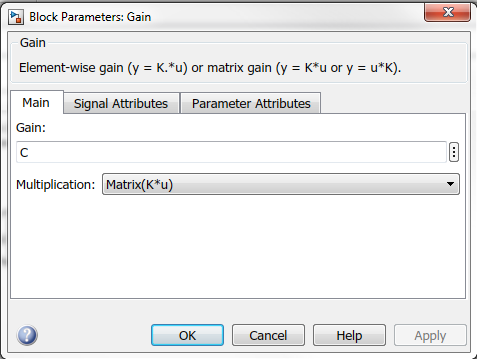 Block Parameters: Gain
Gain
Element-wise gain (y = K.*u) or matrix gain (y = K*u or y = u*K).
Main Signal Attributes Parameter Attributes
Gain:
C
Multiplication: Matrix(K*u)
OK Cancel Help Apply